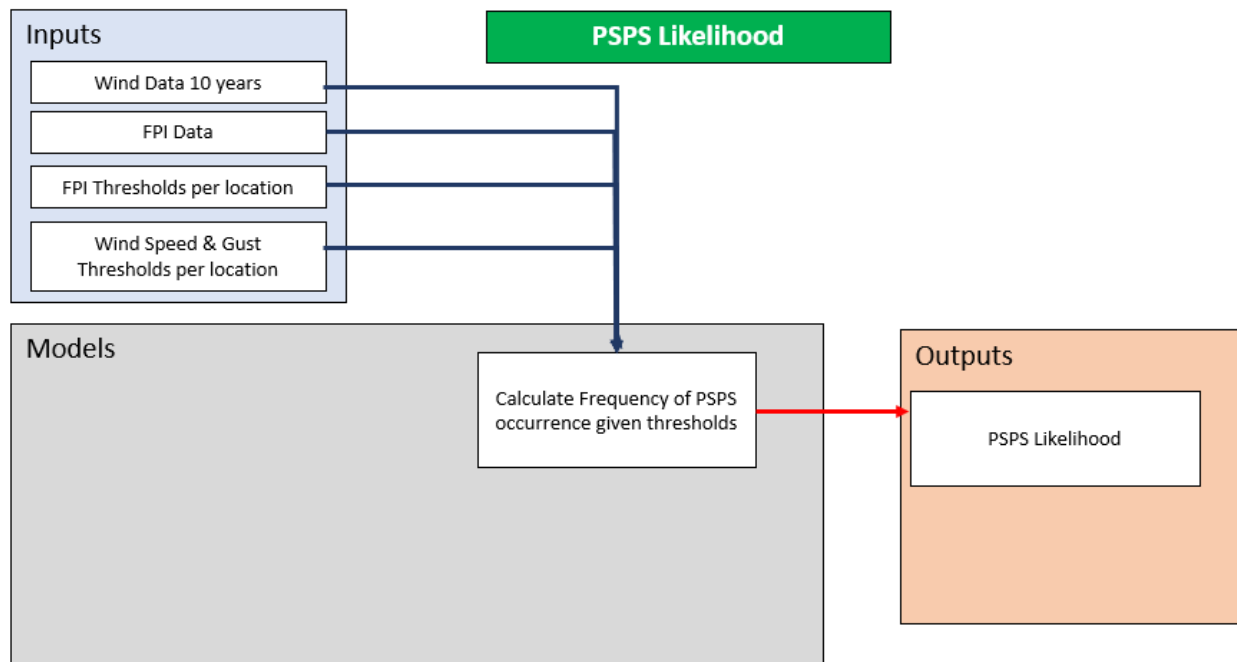 Inputs
PSPS Likelihood
Wind Data 10 years
FPI Data
FPI Thresholds per location
Wind Speed & Gust
Thresholds per location
Models
Calculate Frequency of PSPS
occurrence given thresholds
Outputs
PSPS Likelihood